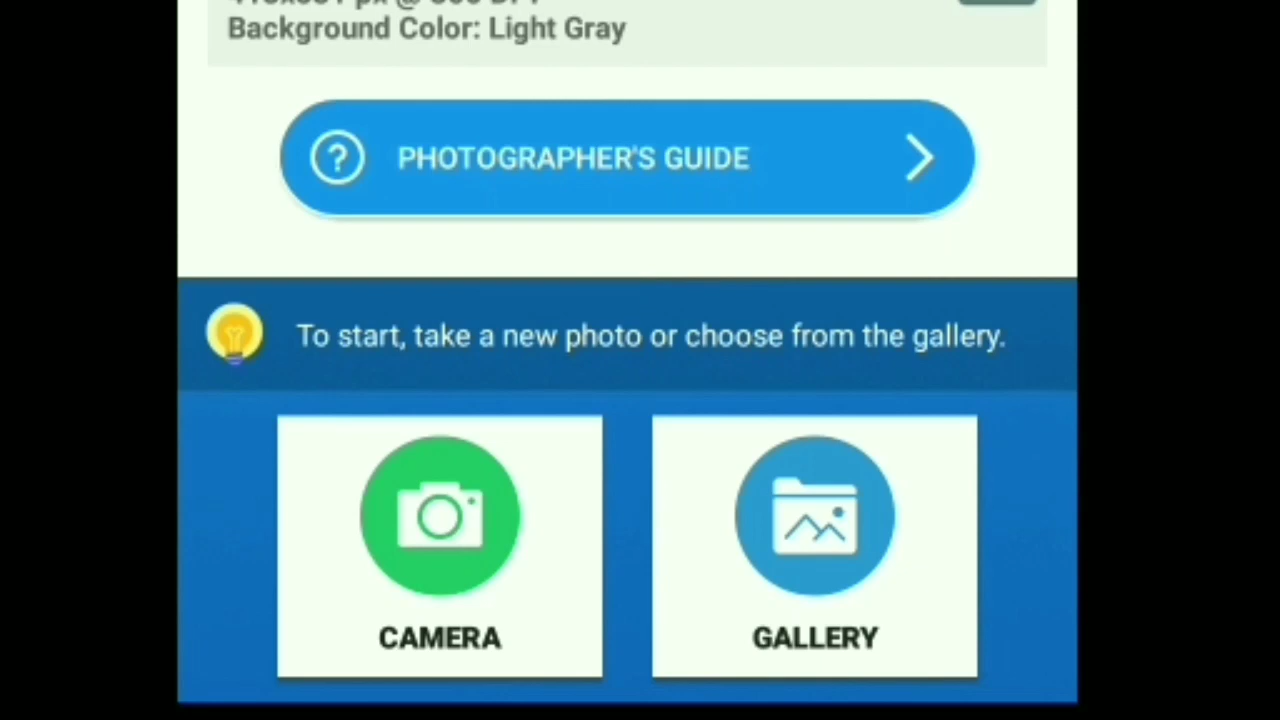 Background Color: Light Gray
PHOTOGRAPHER'S GUIDE
To start, take a new photo or choose from the gallery.
CAMERA
GALLERY